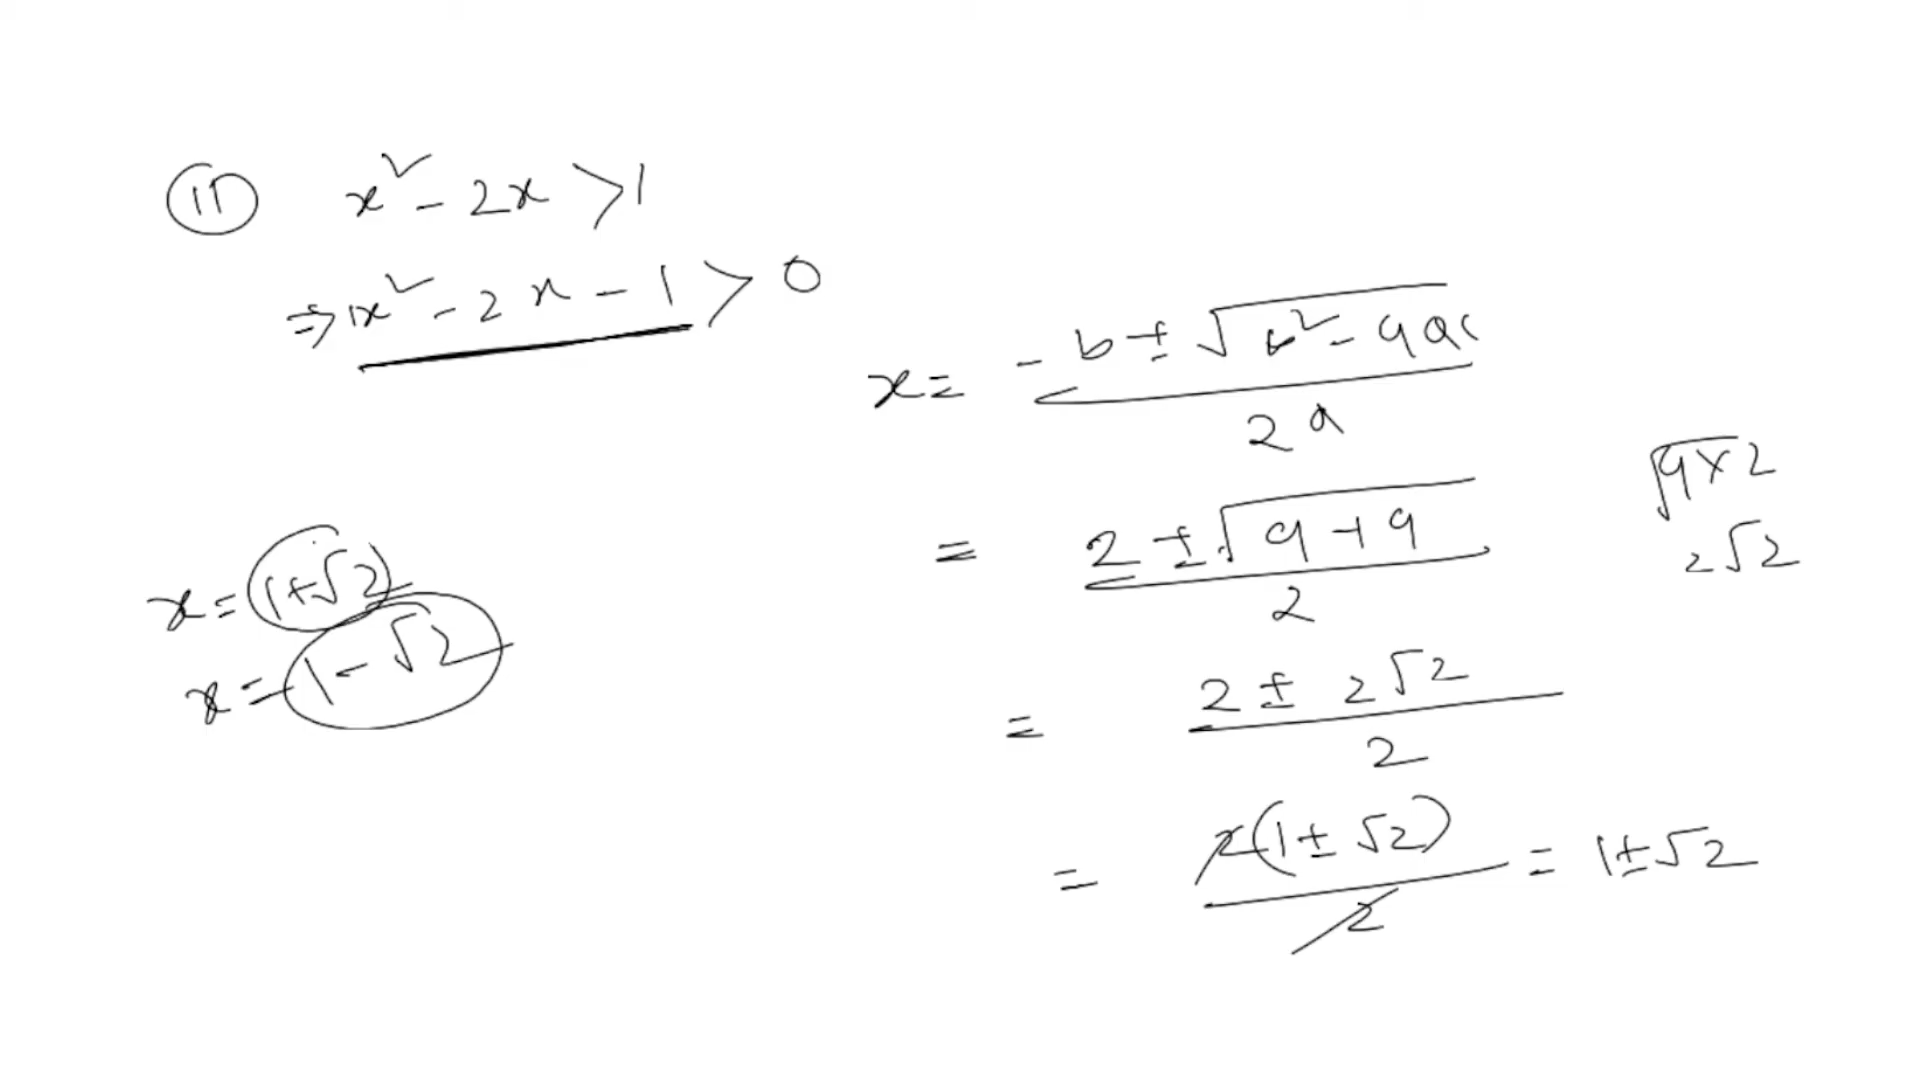 (ii) x² - 2x > 1
⇒ x² - 2x - 1 > 0
x = (-b ± √(b² - 4ac)) / 2a
= (2 ± √(4 + 4)) / 2
√(4×2)
2√2
= (2 ± 2√2) / 2
= 2(1 ± √2) / 2 = 1 ± √2
x = 1+√2
x = 1-√2